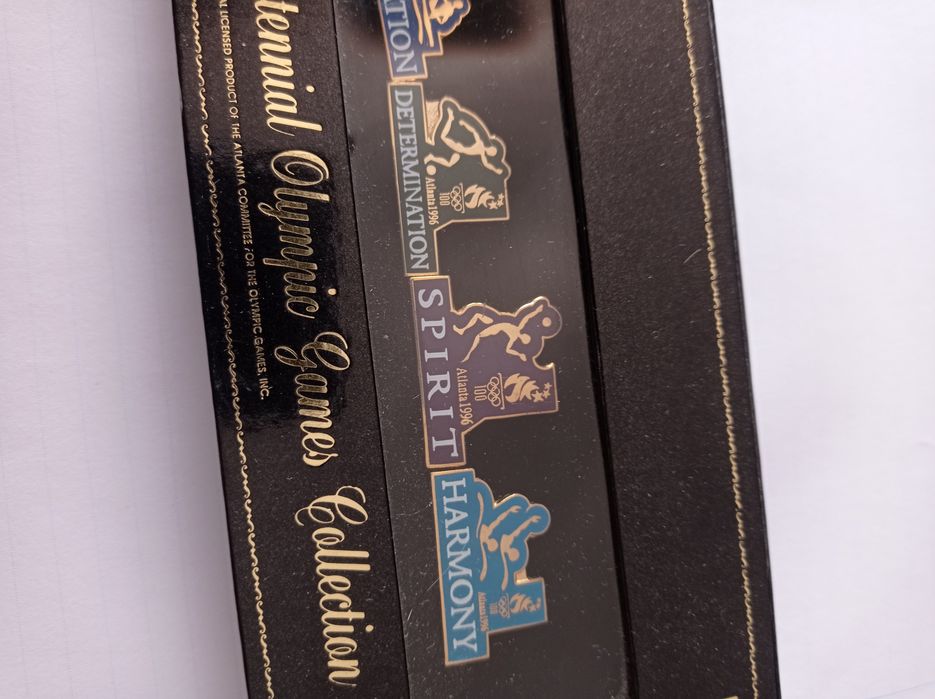 tennial Olympic Games Collection
AL LICENSED PRODUCT OF THE ATLANTA COMMITTEE FOR THE OLYMPIC GAMES, INC.
ATION
DETERMINATION
Atlanta 1996
100
SPIRIT
Atlanta 1996
100
HARMONY
Atlanta 1996
100